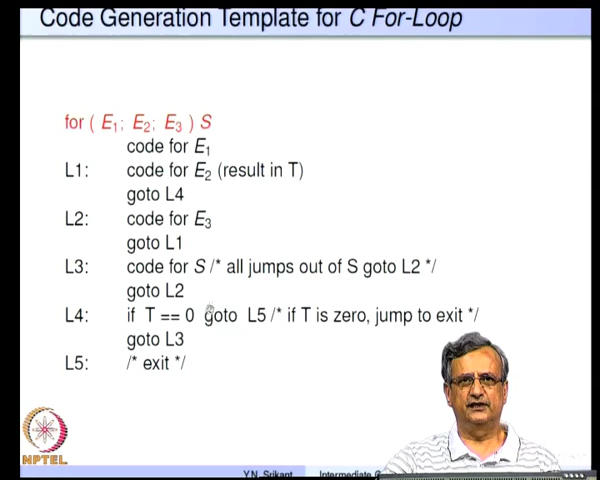 Code Generation Template for C For-Loop
for ( E1; E2; E3 ) S
code for E1
L1: code for E2 (result in T)
goto L4
L2: code for E3
goto L1
L3: code for S /* all jumps out of S goto L2 */
goto L2
L4: if T == 0 goto L5 /* if T is zero, jump to exit */
goto L3
L5: /* exit */
NPTEL
Y.N. Srikant Intermediate